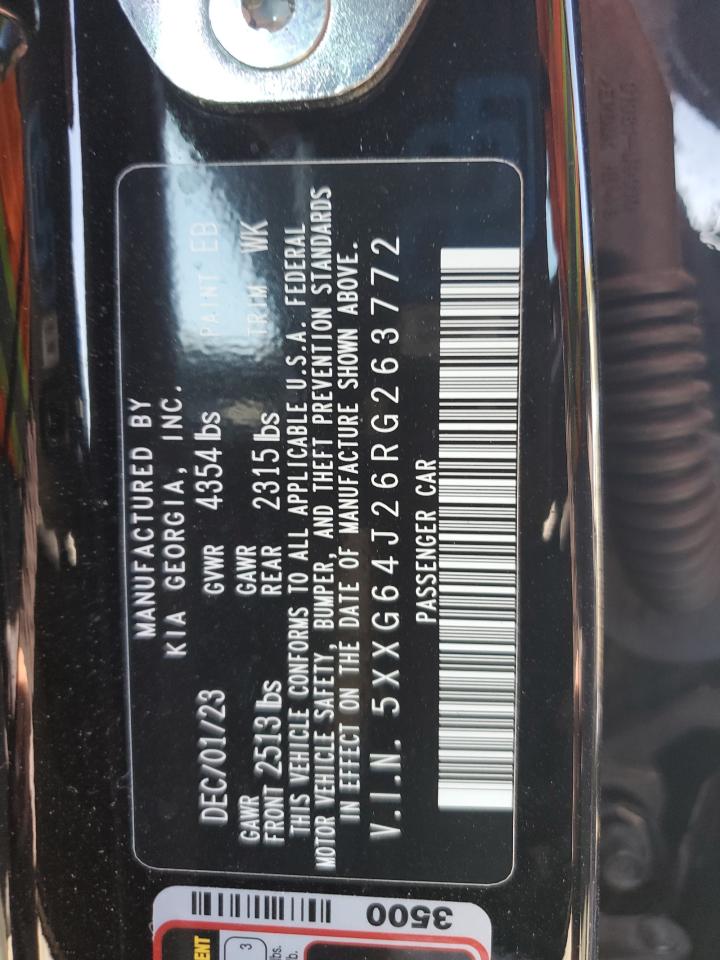 MANUFACTURED BY
KIA GEORGIA, INC.
DEC/01/23 GVWR 4354 lbs PAINT EB
GAWR FRONT 2513 lbs GAWR REAR 2315 lbs TRIM WK
THIS VEHICLE CONFORMS TO ALL APPLICABLE U.S.A. FEDERAL
MOTOR VEHICLE SAFETY, BUMPER, AND THEFT PREVENTION STANDARDS
IN EFFECT ON THE DATE OF MANUFACTURE SHOWN ABOVE.
V.I.N. 5XXG64J26RG263772
PASSENGER CAR
3500
3
lbs.